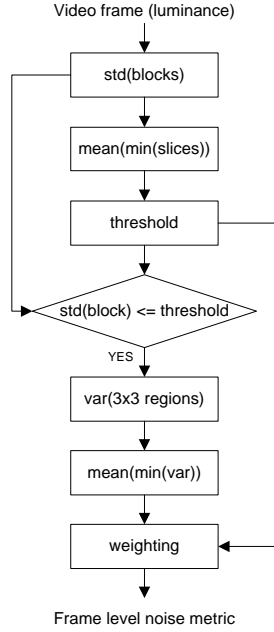 Video frame (luminance)
std(blocks)
mean(min(slices))
threshold
std(block) <= threshold
YES
var(3x3 regions)
mean(min(var))
weighting
Frame level noise metric